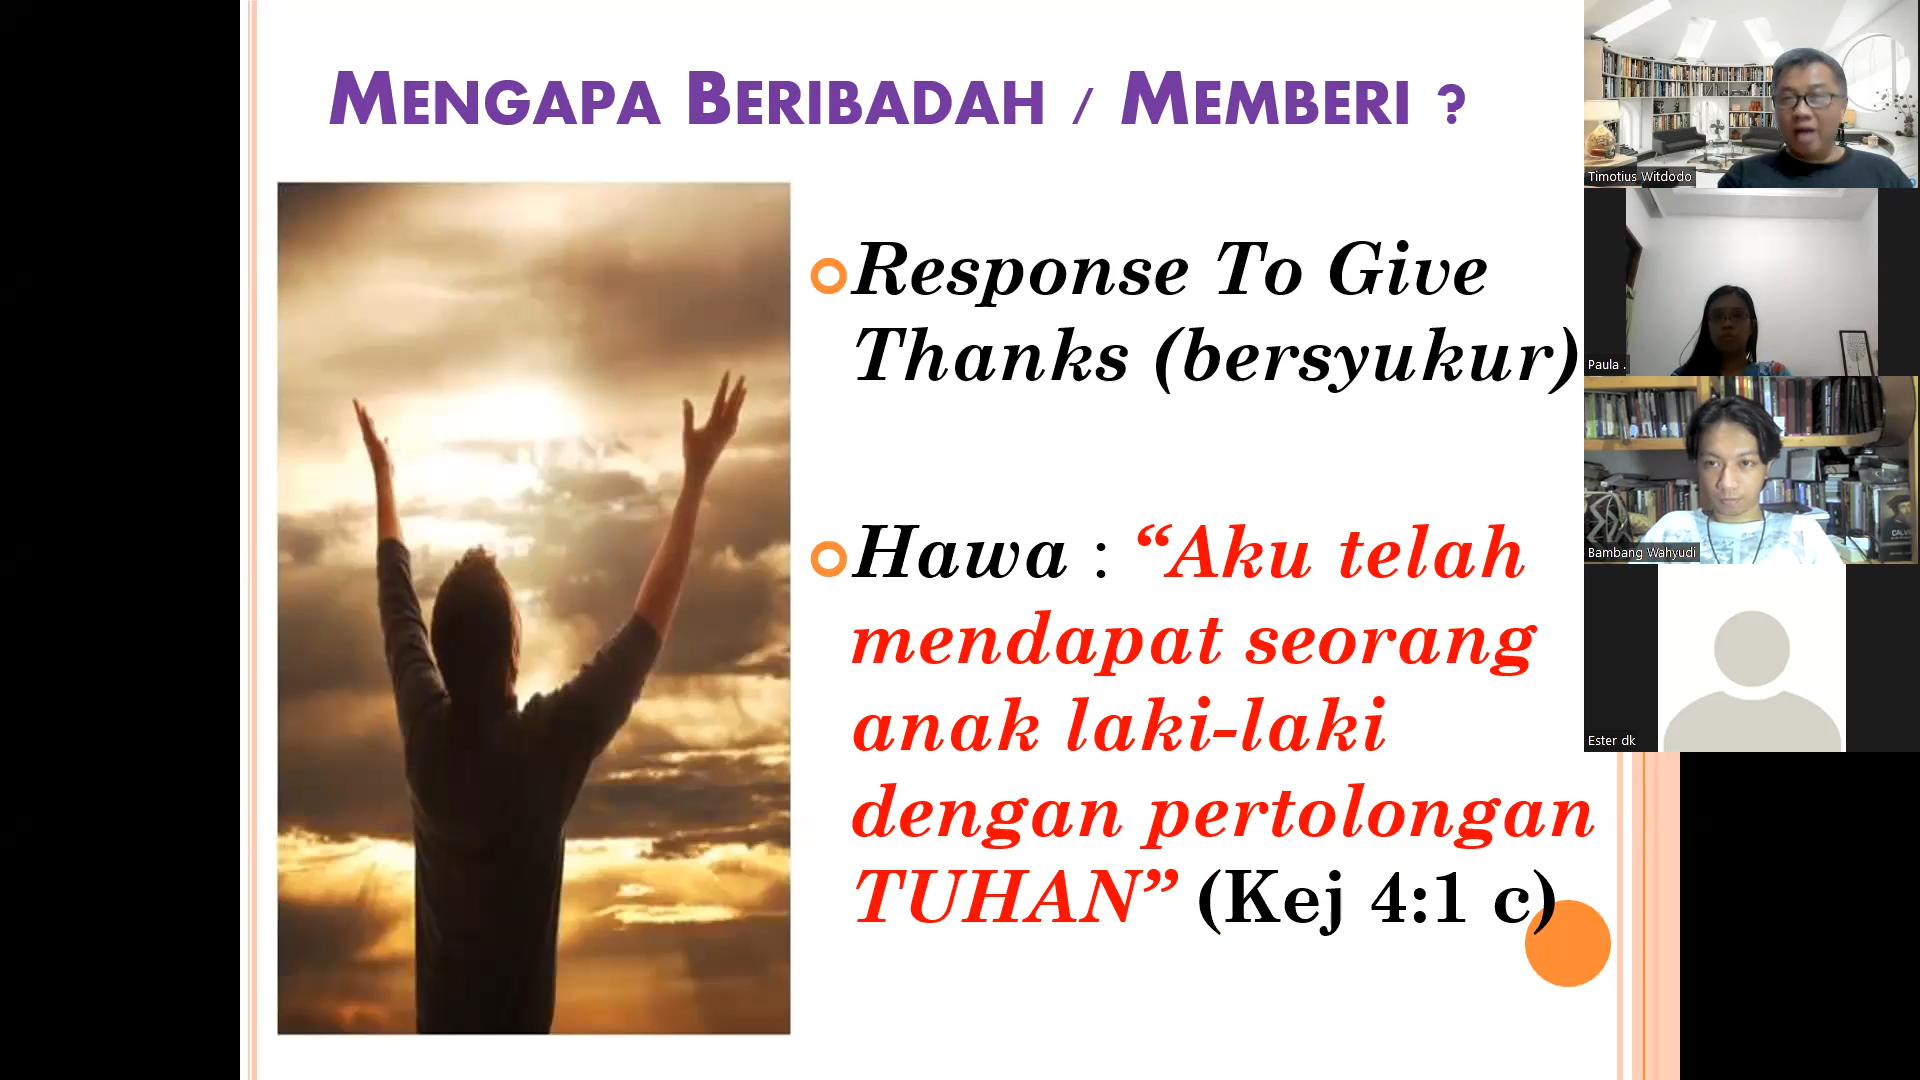 MENGAPA BERIBADAH / MEMBERI ?
Response To Give
Thanks (bersyukur)
Hawa : “Aku telah
mendapat seorang
anak laki-laki
dengan pertolongan
TUHAN” (Kej 4:1 c)
Timotius Witdodo
Paula .
Bambang Wahyudi
CALVIN
Ester dk